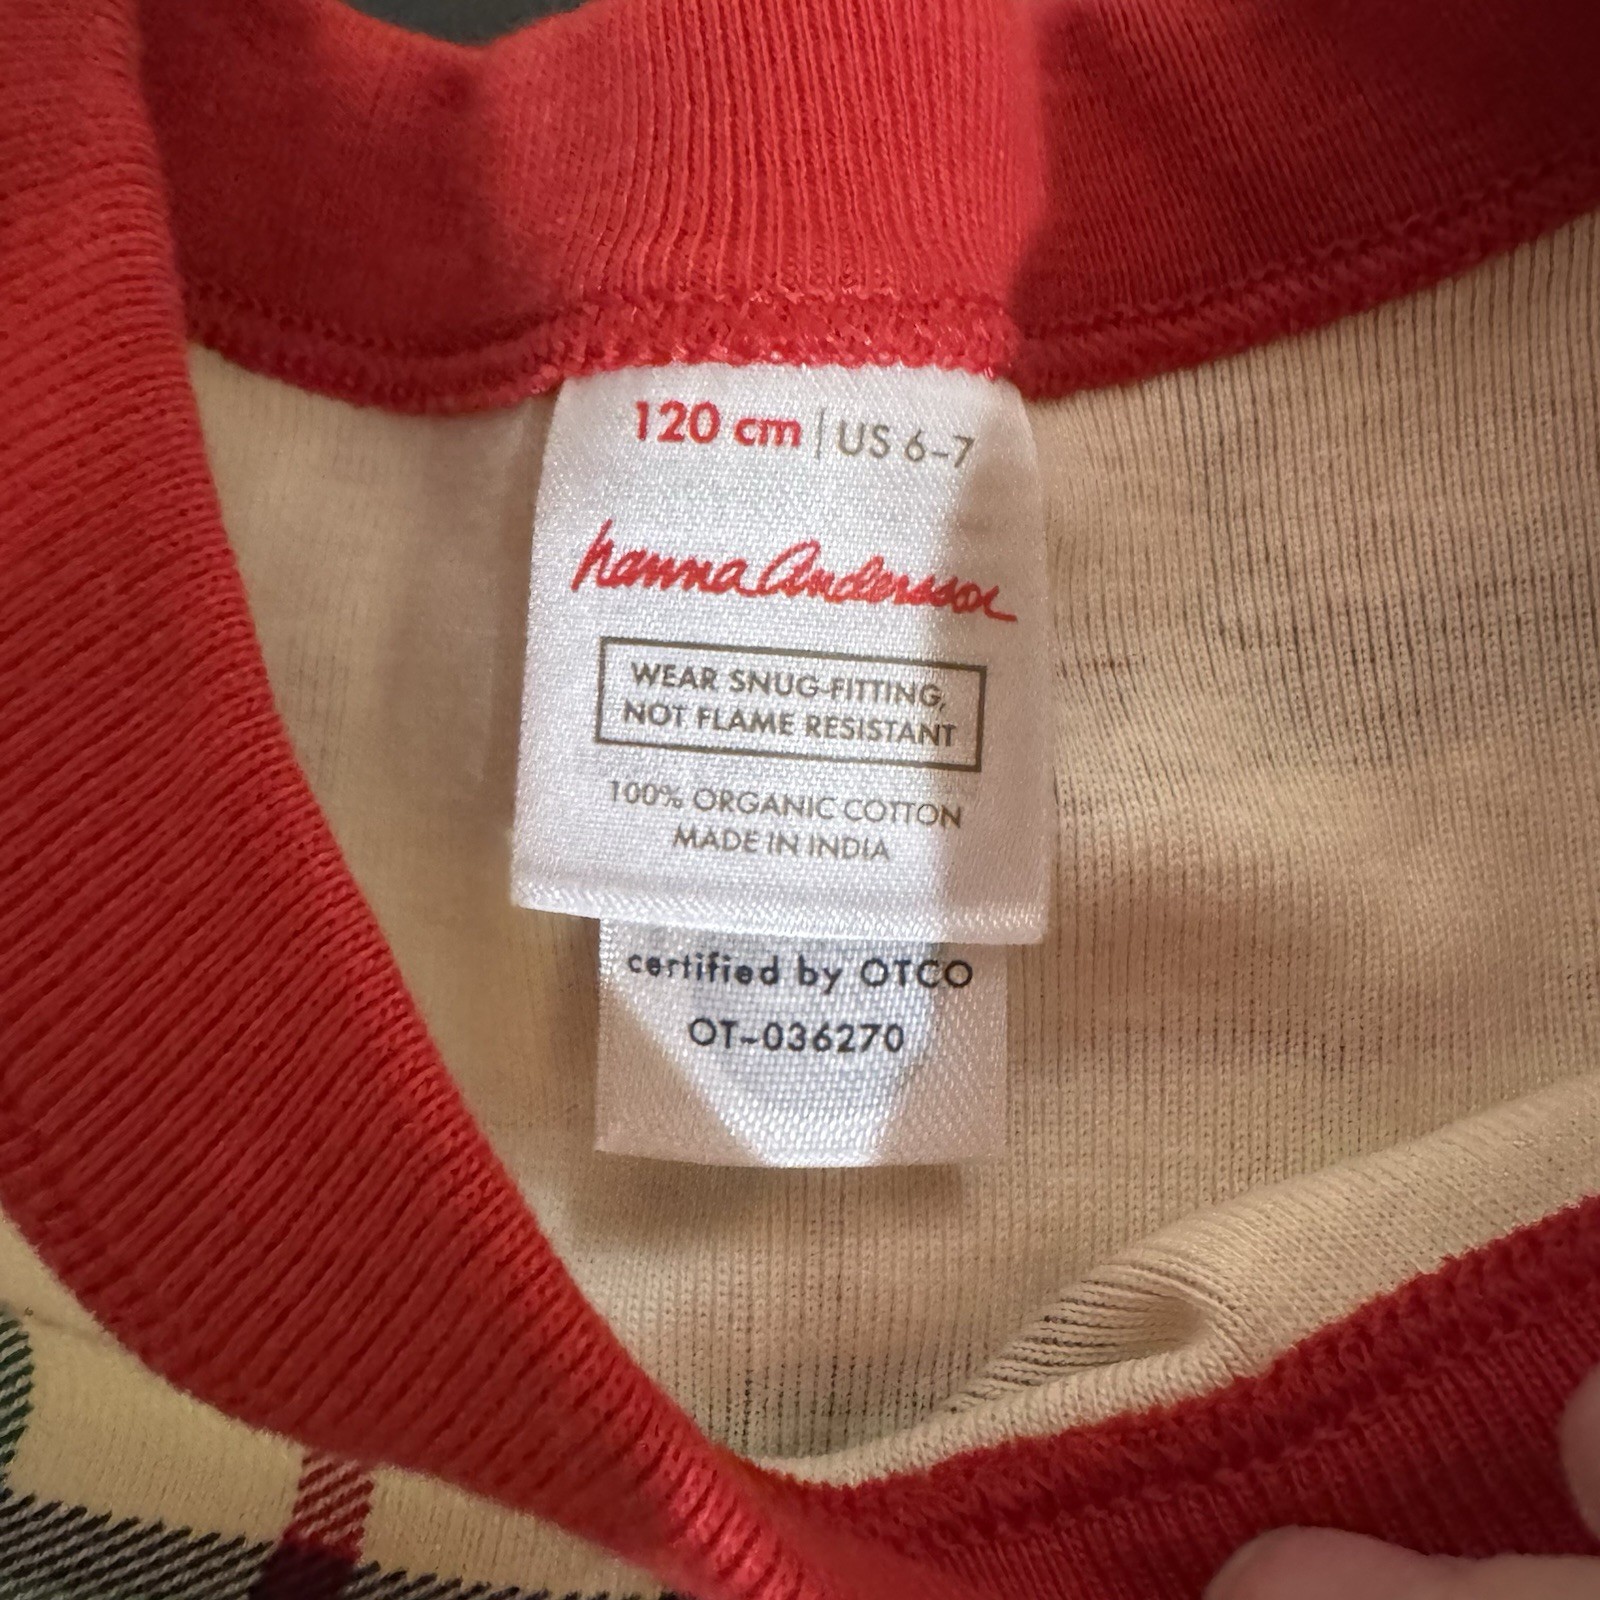 120 cm | US 6-7
hanna Andersson
WEAR SNUG-FITTING,
NOT FLAME RESISTANT
100% ORGANIC COTTON
MADE IN INDIA
certified by OTCO
OT-036270